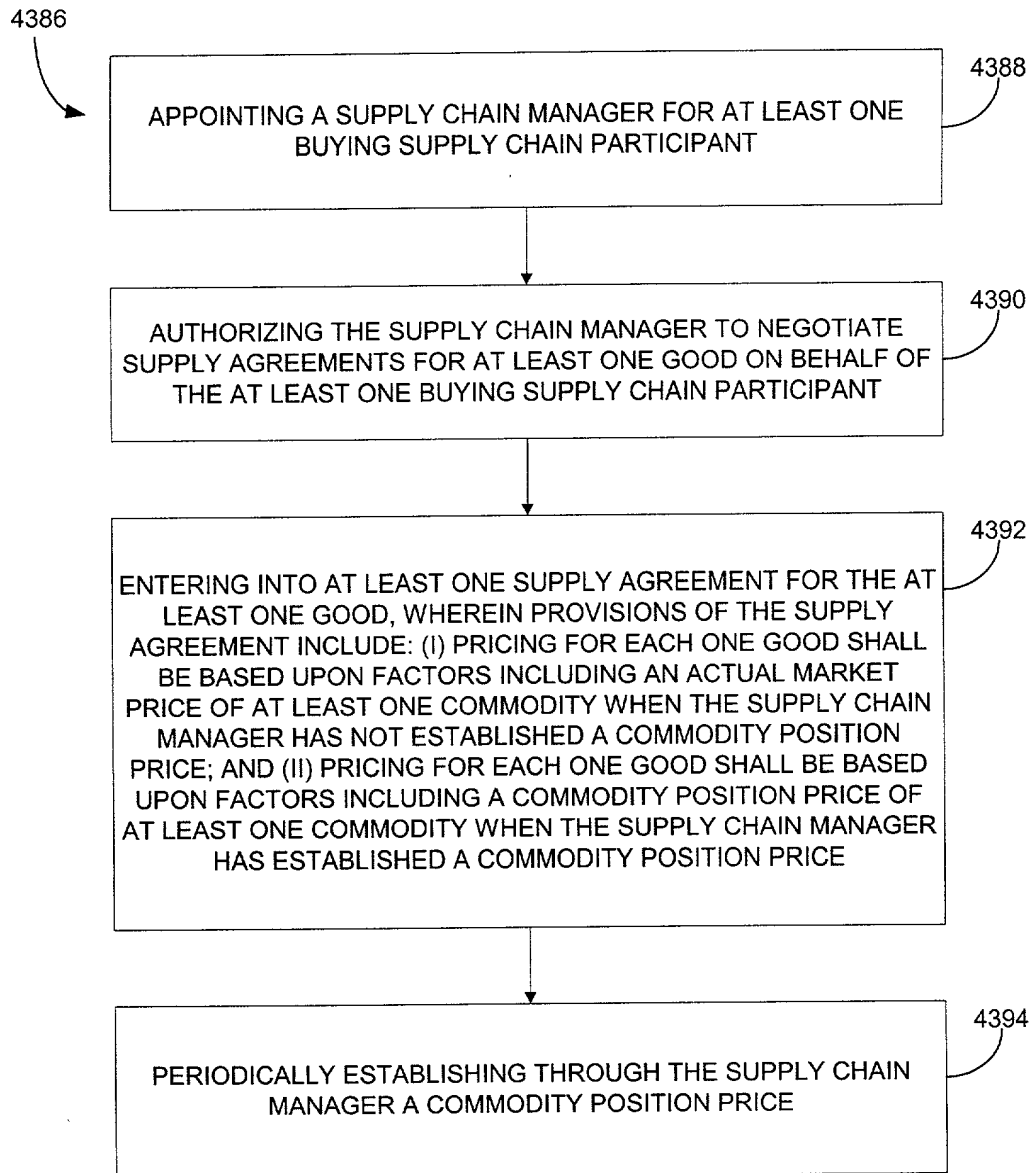 4386
4388
APPOINTING A SUPPLY CHAIN MANAGER FOR AT LEAST ONE
BUYING SUPPLY CHAIN PARTICIPANT
4390
AUTHORIZING THE SUPPLY CHAIN MANAGER TO NEGOTIATE
SUPPLY AGREEMENTS FOR AT LEAST ONE GOOD ON BEHALF OF
THE AT LEAST ONE BUYING SUPPLY CHAIN PARTICIPANT
4392
ENTERING INTO AT LEAST ONE SUPPLY AGREEMENT FOR THE AT
LEAST ONE GOOD, WHEREIN PROVISIONS OF THE SUPPLY
AGREEMENT INCLUDE: (I) PRICING FOR EACH ONE GOOD SHALL
BE BASED UPON FACTORS INCLUDING AN ACTUAL MARKET
PRICE OF AT LEAST ONE COMMODITY WHEN THE SUPPLY CHAIN
MANAGER HAS NOT ESTABLISHED A COMMODITY POSITION
PRICE; AND (II) PRICING FOR EACH ONE GOOD SHALL BE BASED
UPON FACTORS INCLUDING A COMMODITY POSITION PRICE OF
AT LEAST ONE COMMODITY WHEN THE SUPPLY CHAIN MANAGER
HAS ESTABLISHED A COMMODITY POSITION PRICE
4394
PERIODICALLY ESTABLISHING THROUGH THE SUPPLY CHAIN
MANAGER A COMMODITY POSITION PRICE